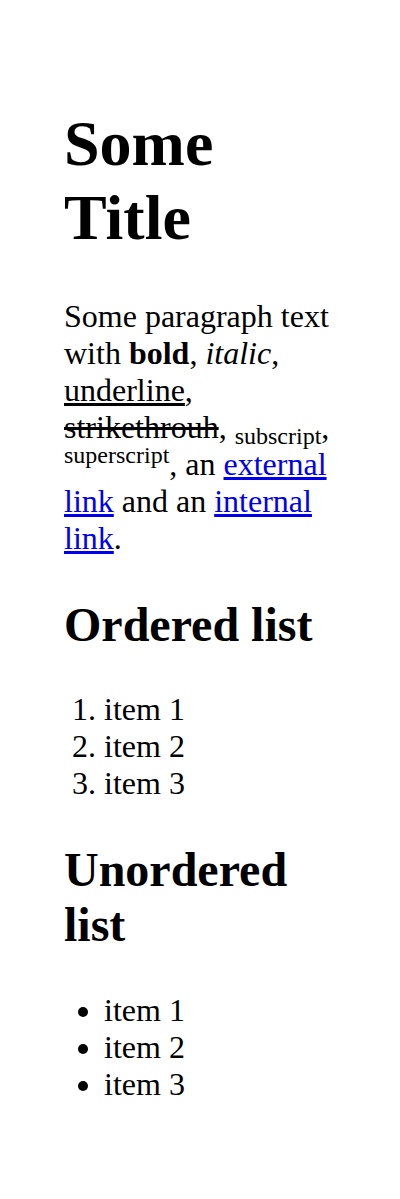 Some
Title
Some paragraph text
with bold, italic,
underline,
strikethrouh, subscript,
superscript, an external
link and an internal
link.
Ordered list
1. item 1
2. item 2
3. item 3
Unordered
list
• item 1
• item 2
• item 3